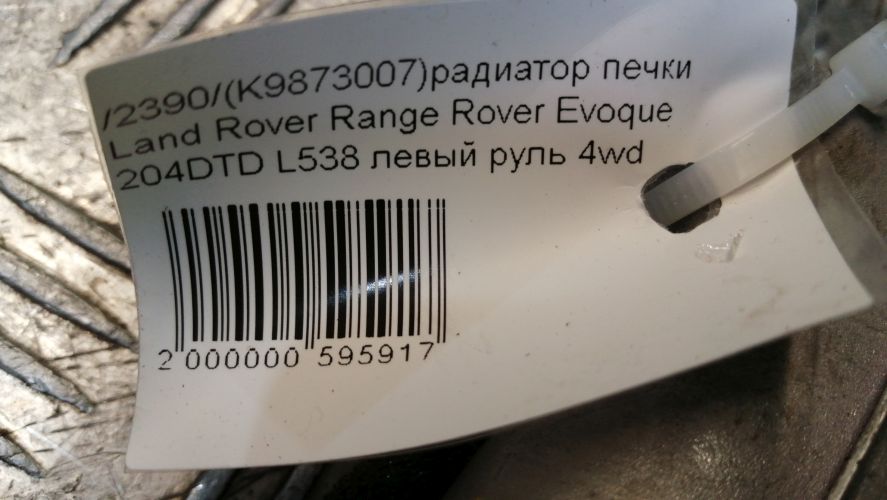 /2390/(K9873007)радиатор печки
Land Rover Range Rover Evoque
204DTD L538 левый руль 4wd
2 000000 595917